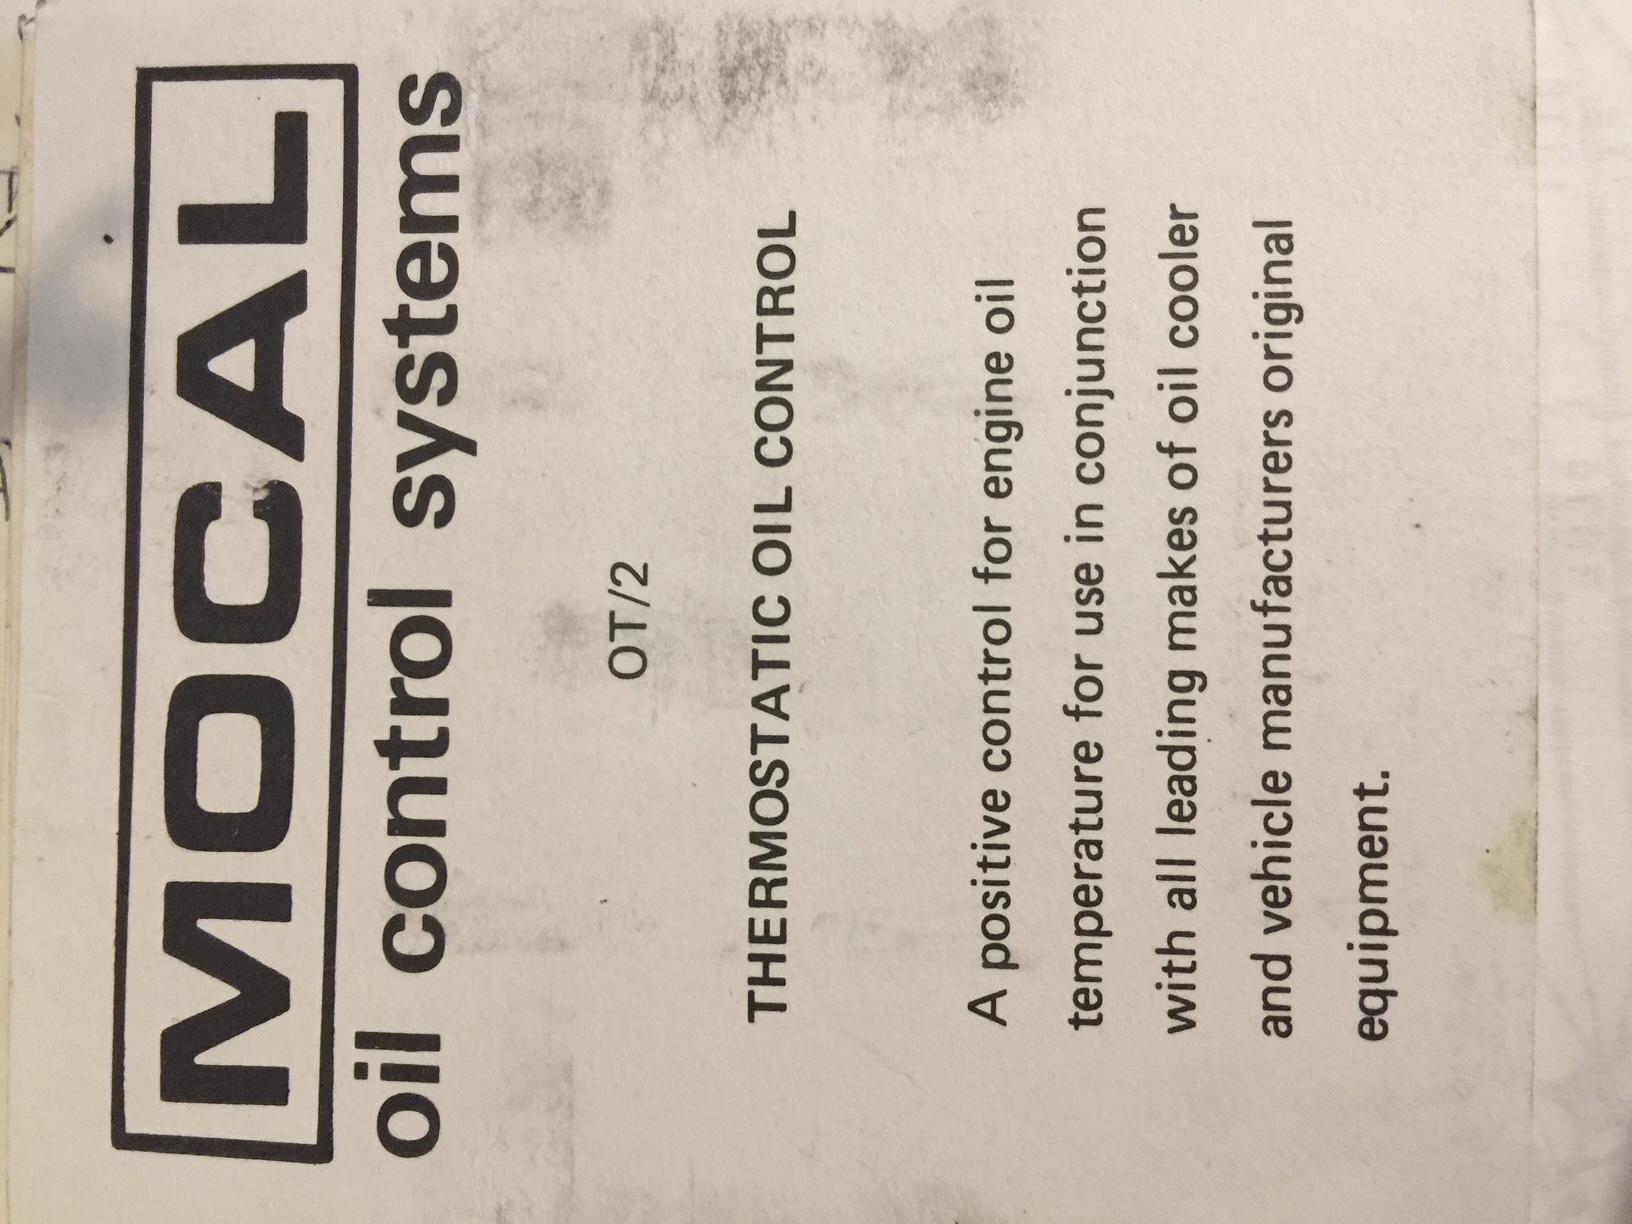 MOCAL
oil control systems
OT/2
THERMOSTATIC OIL CONTROL
A positive control for engine oil
temperature for use in conjunction
with all leading makes of oil cooler
and vehicle manufacturers original
equipment.